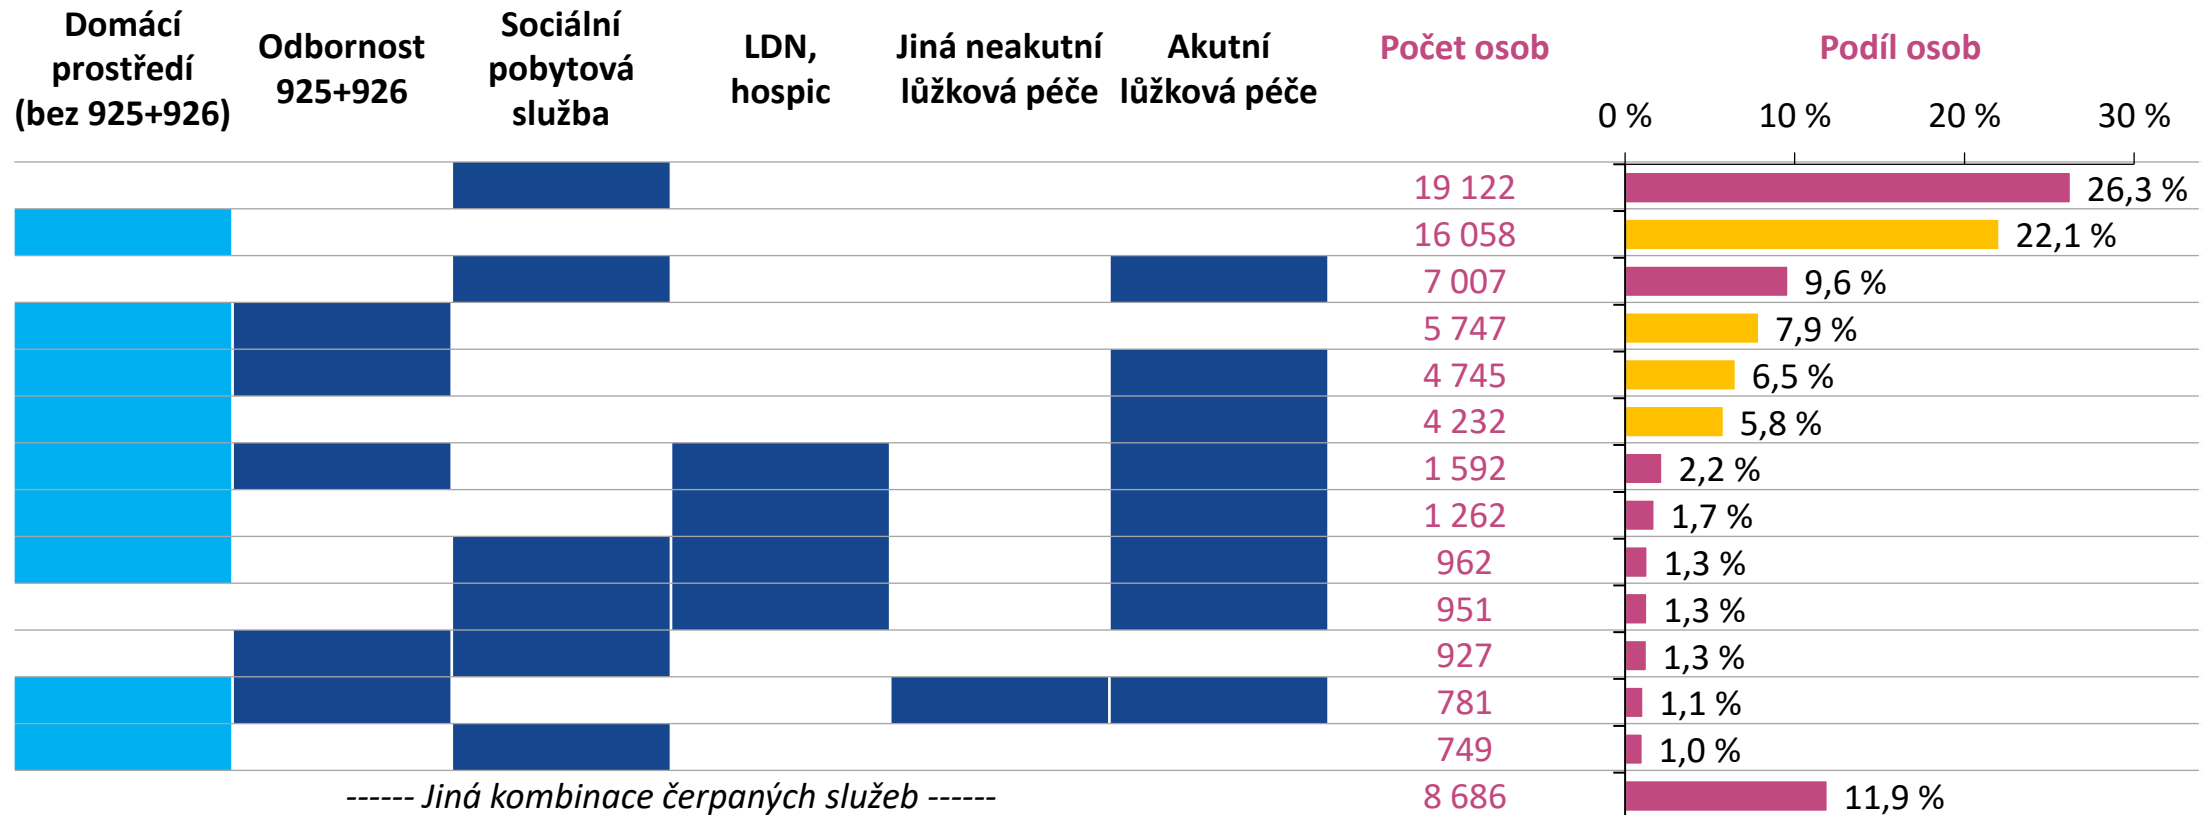 Domácí prostředí (bez 925+926)
Odbornost 925+926
Sociální pobytová služba
LDN, hospic
Jiná neakutní lůžková péče
Akutní lůžková péče
Počet osob
Podíl osob
0 % 10 % 20 % 30 %
19 122 26,3 %
16 058 22,1 %
7 007 9,6 %
5 747 7,9 %
4 745 6,5 %
4 232 5,8 %
1 592 2,2 %
1 262 1,7 %
962 1,3 %
951 1,3 %
927 1,3 %
781 1,1 %
749 1,0 %
------ Jiná kombinace čerpaných služeb ------ 8 686 11,9 %